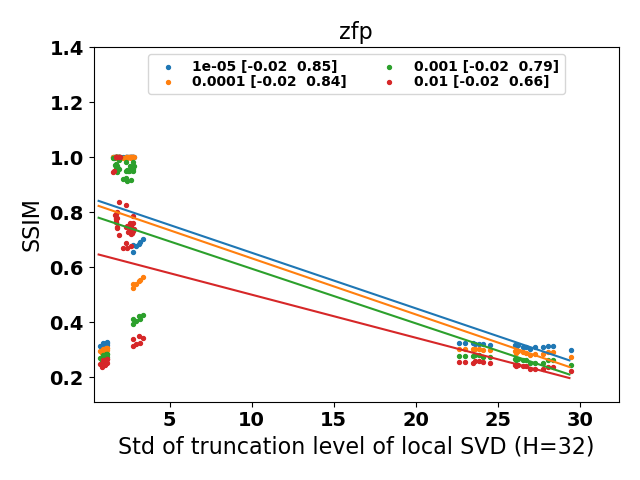 zfp
1e-05 [-0.02  0.85]
0.0001 [-0.02  0.84]
0.001 [-0.02  0.79]
0.01 [-0.02  0.66]
SSIM
1.4
1.2
1.0
0.8
0.6
0.4
0.2
5 10 15 20 25 30
Std of truncation level of local SVD (H=32)